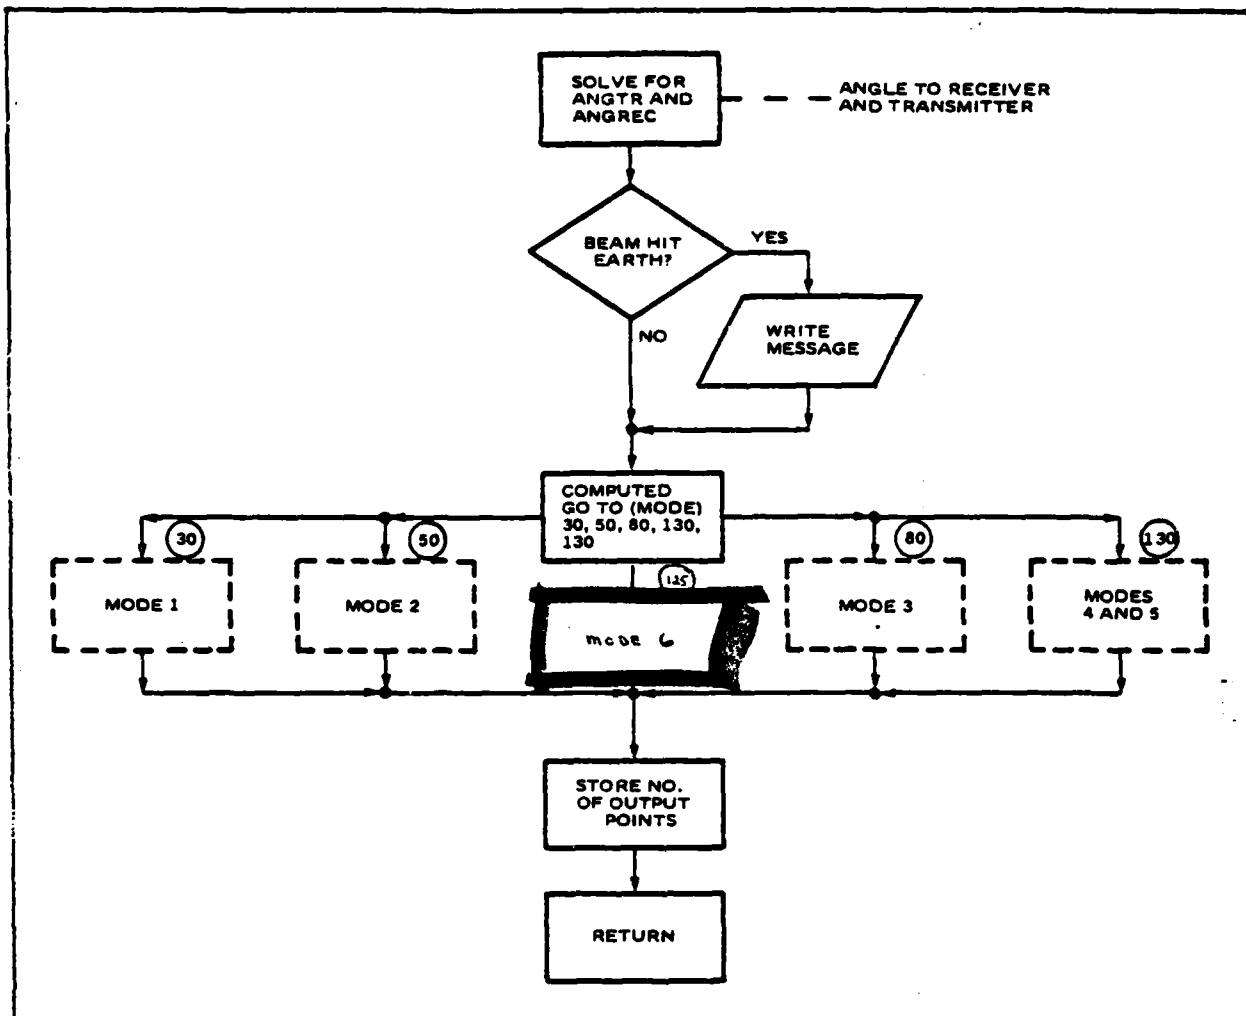 SOLVE FOR
ANGTR AND
ANGREC
ANGLE TO RECEIVER
AND TRANSMITTER
BEAM HIT
EARTH?
YES
NO
WRITE
MESSAGE
COMPUTED
GO TO (MODE)
30, 50, 80, 130,
130
30
50
125
80
130
MODE 1
MODE 2
MODE 6
MODE 3
MODES
4 AND 5
STORE NO.
OF OUTPUT
POINTS
RETURN